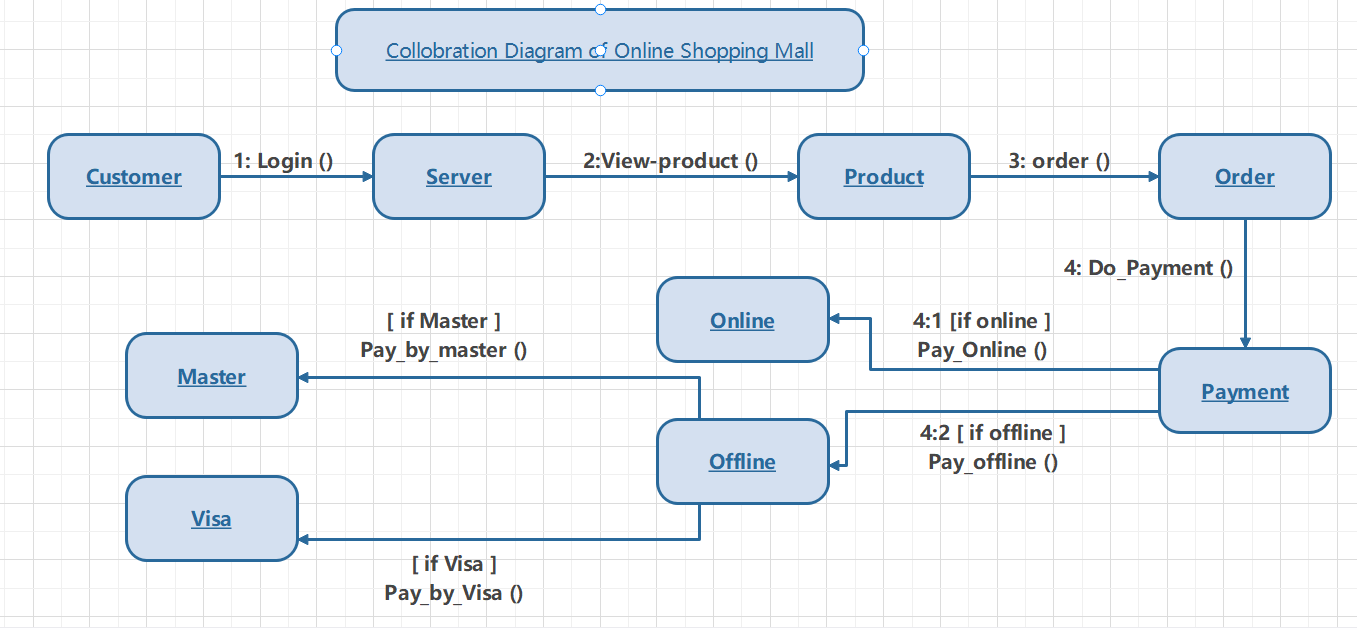 Collobration Diagram of Online Shopping Mall
Customer
1: Login ()
Server
2:View-product ()
Product
3: order ()
Order
4: Do_Payment ()
Online
4:1 [if online ]
Pay_Online ()
[ if Master ]
Pay_by_master ()
Master
Payment
4:2 [ if offline ]
Pay_offline ()
Offline
Visa
[ if Visa ]
Pay_by_Visa ()